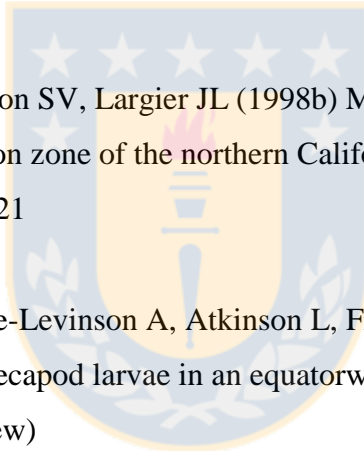 on SV, Largier JL (1998b) M
on zone of the northern Califo
21
e-Levinson A, Atkinson L, F
ecapod larvae in an equatorw
ew)